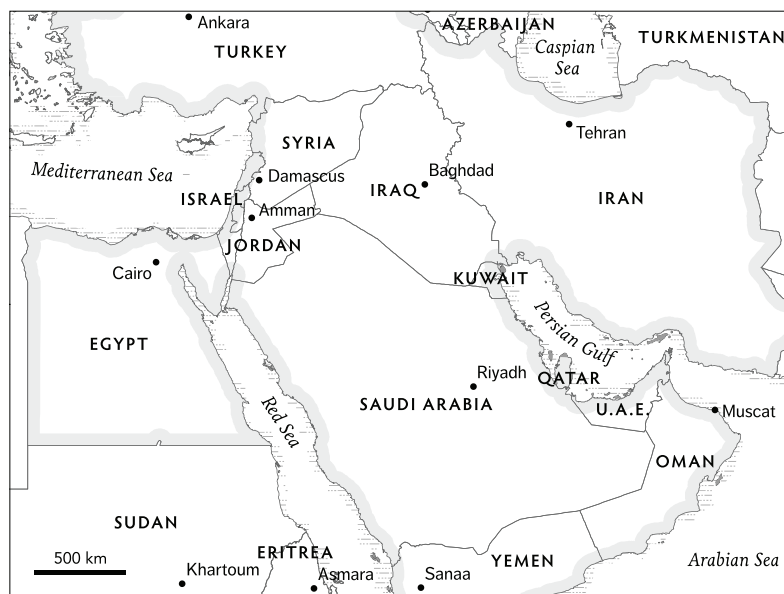 Ankara
AZERBAIJAN
TURKMENISTAN
TURKEY
Caspian
Sea
Tehran
SYRIA
Mediterranean Sea
Damascus
Baghdad
ISRAEL
IRAQ
IRAN
Amman
JORDAN
Cairo
KUWAIT
EGYPT
Persian Gulf
Riyadh
QATAR
SAUDI ARABIA
U.A.E.
Muscat
Red Sea
OMAN
SUDAN
ERITREA
YEMEN
Arabian Sea
500 km
Khartoum
Asmara
Sanaa